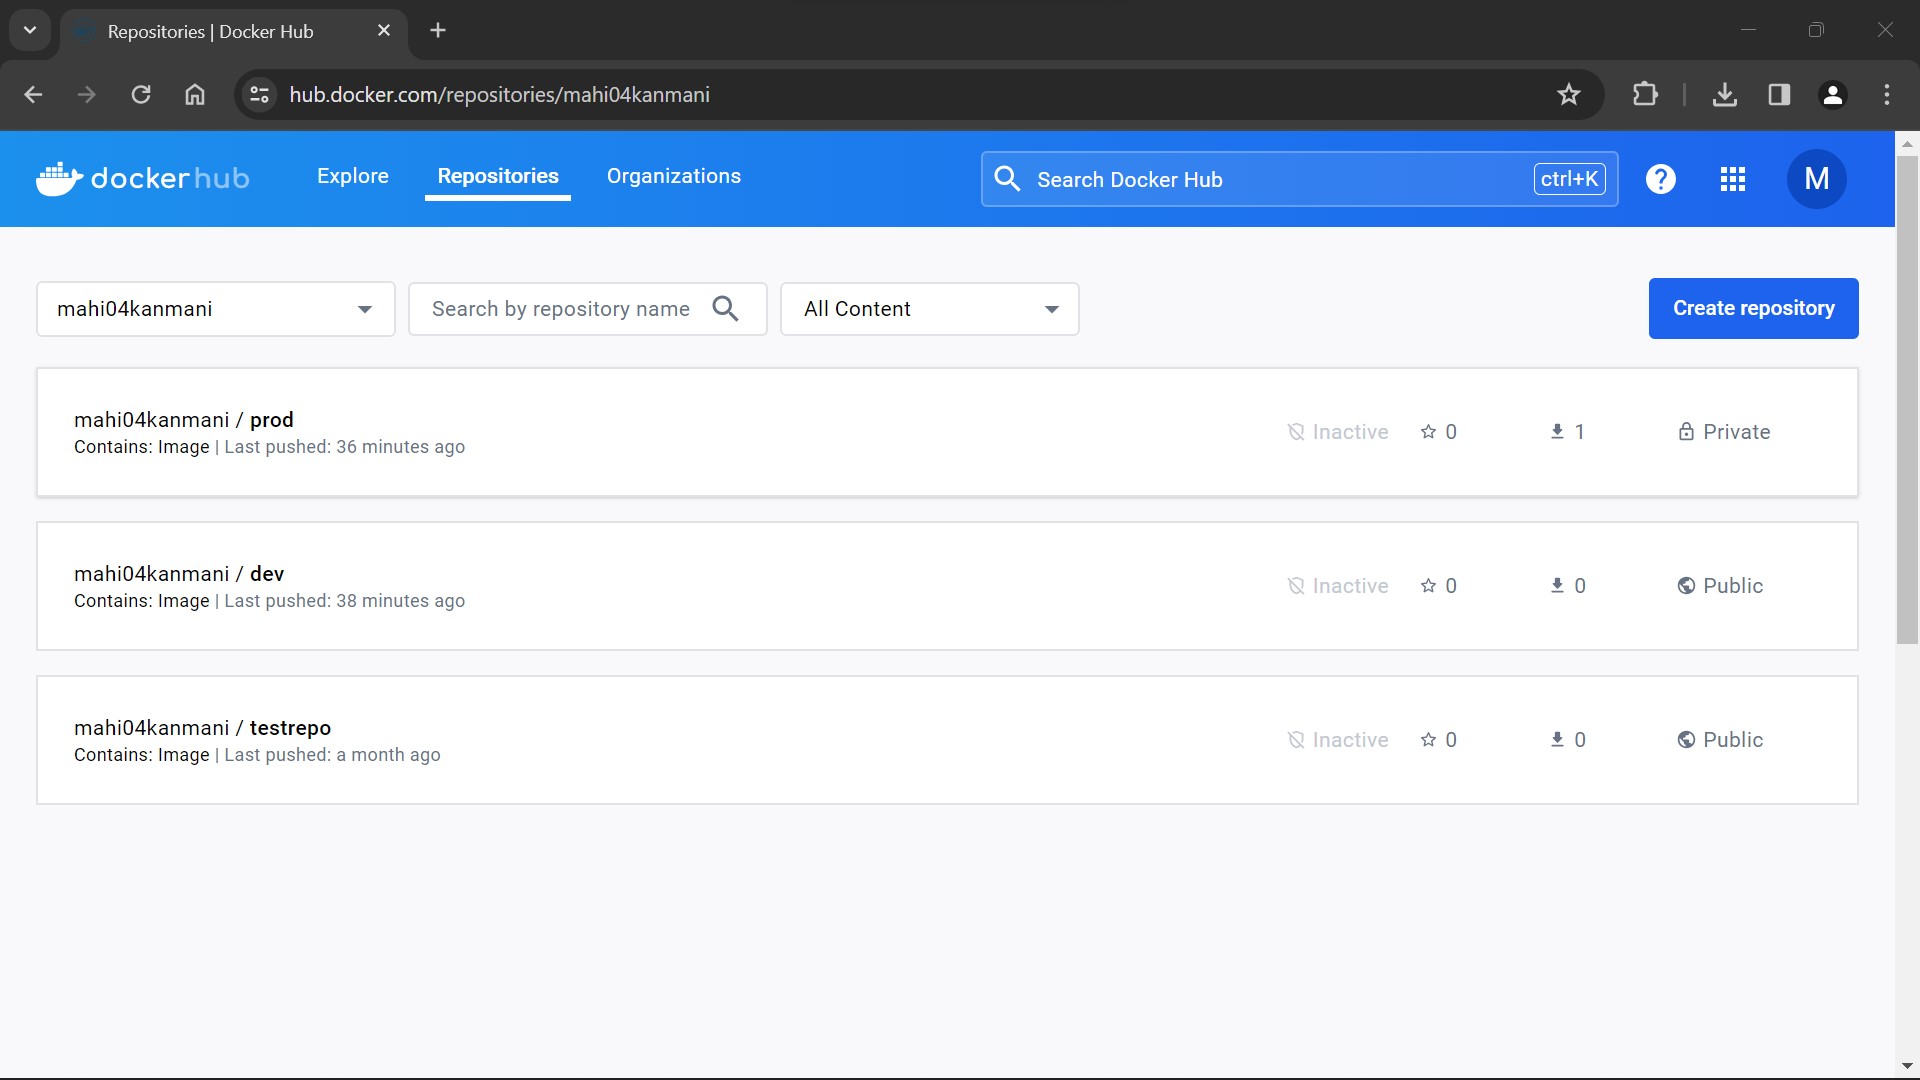 Repositories | Docker Hub
hub.docker.com/repositories/mahi04kanmani
dockerhub Explore Repositories Organizations Search Docker Hub ctrl+K ? M
mahi04kanmani Search by repository name All Content Create repository
mahi04kanmani / prod
Contains: Image | Last pushed: 36 minutes ago
Inactive 0 1 Private
mahi04kanmani / dev
Contains: Image | Last pushed: 38 minutes ago
Inactive 0 0 Public
mahi04kanmani / testrepo
Contains: Image | Last pushed: a month ago
Inactive 0 0 Public